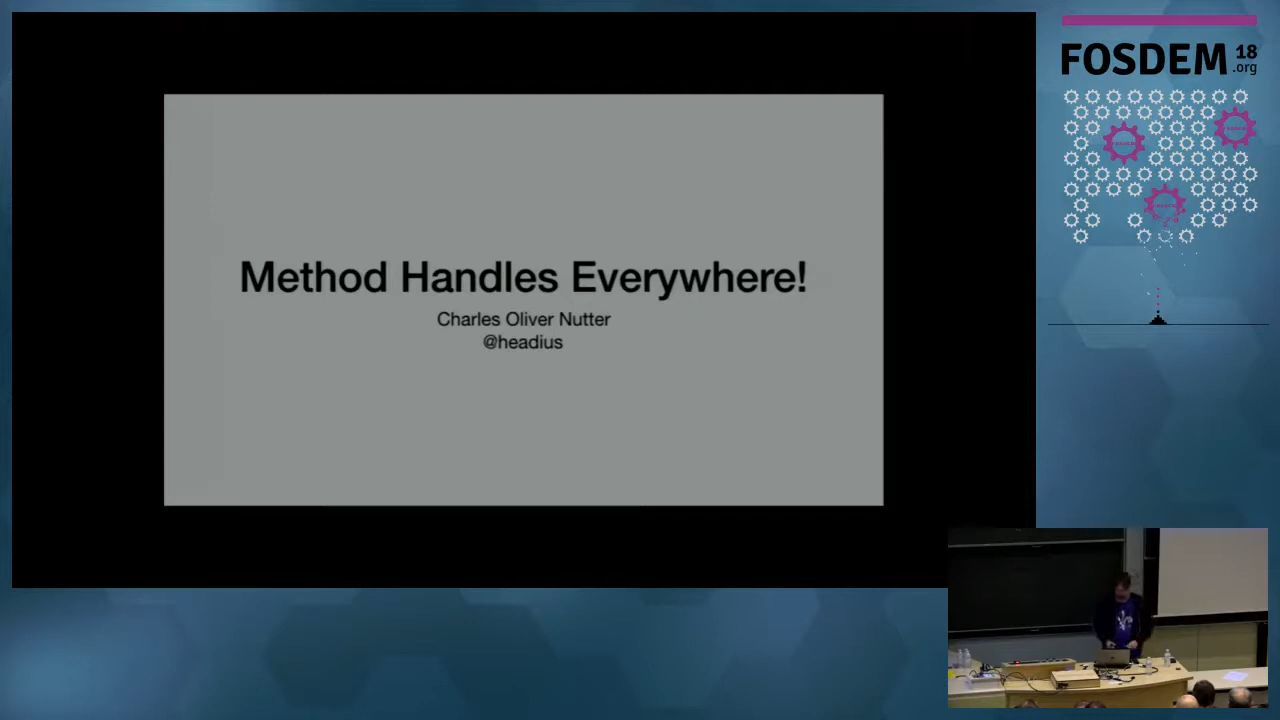 Method Handles Everywhere!
Charles Oliver Nutter
@headius
FOSDEM 18
.org